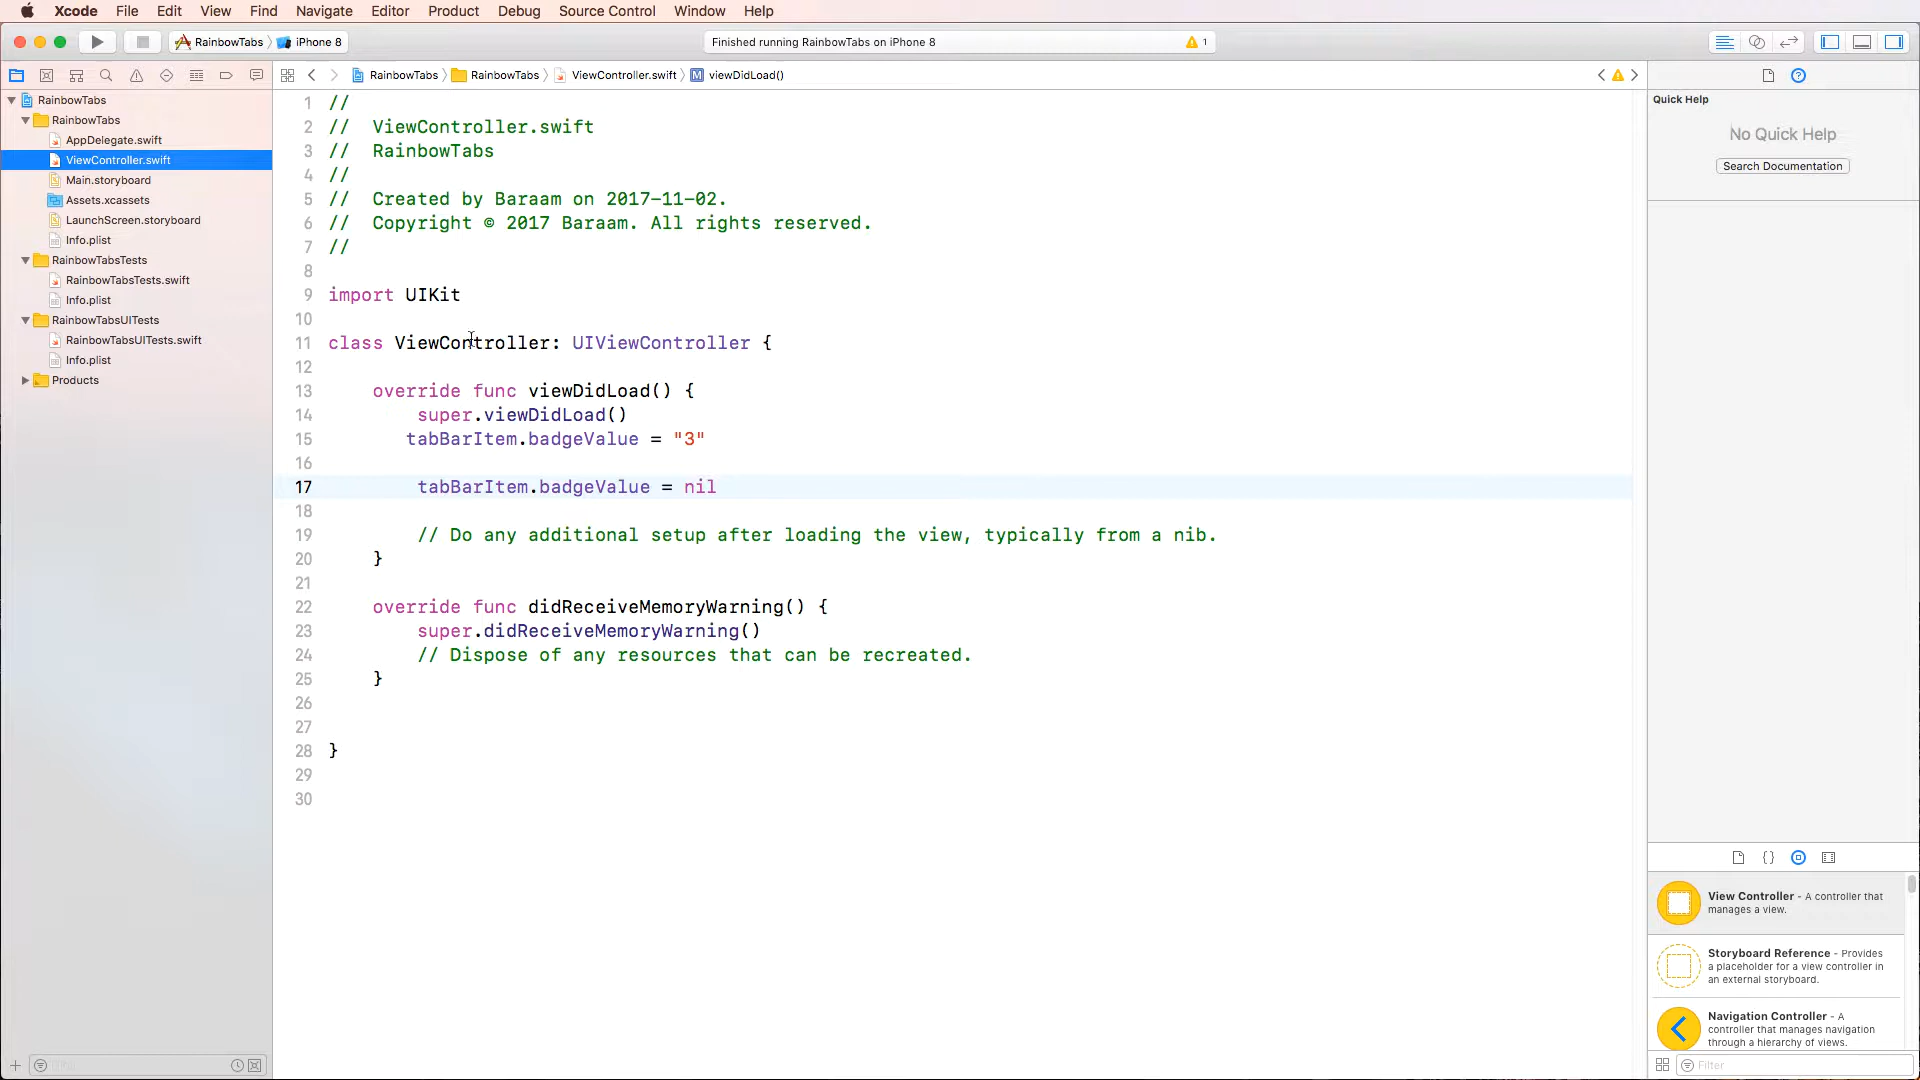 Xcode File Edit View Find Navigate Editor Product Debug Source Control Window Help
RainbowTabs iPhone 8
Finished running RainbowTabs on iPhone 8
1
RainbowTabs RainbowTabs ViewController.swift M viewDidLoad()
RainbowTabs
RainbowTabs
AppDelegate.swift
ViewController.swift
Main.storyboard
Assets.xcassets
LaunchScreen.storyboard
Info.plist
RainbowTabsTests
RainbowTabsTests.swift
Info.plist
RainbowTabsUITests
RainbowTabsUITests.swift
Info.plist
Products
1 //
2 //  ViewController.swift
3 //  RainbowTabs
4 //
5 //  Created by Baraam on 2017-11-02.
6 //  Copyright © 2017 Baraam. All rights reserved.
7 //
8
9 import UIKit
10
11 class ViewController: UIViewController {
12
13     override func viewDidLoad() {
14         super.viewDidLoad()
15        tabBarItem.badgeValue = "3"
16
17         tabBarItem.badgeValue = nil
18
19         // Do any additional setup after loading the view, typically from a nib.
20     }
21
22     override func didReceiveMemoryWarning() {
23         super.didReceiveMemoryWarning()
24         // Dispose of any resources that can be recreated.
25     }
26
27
28 }
29
30
Quick Help
No Quick Help
Search Documentation
{}
View Controller - A controller that
manages a view.
Storyboard Reference - Provides
a placeholder for a view controller in
an external storyboard.
Navigation Controller - A
controller that manages navigation
through a hierarchy of views.
Filter